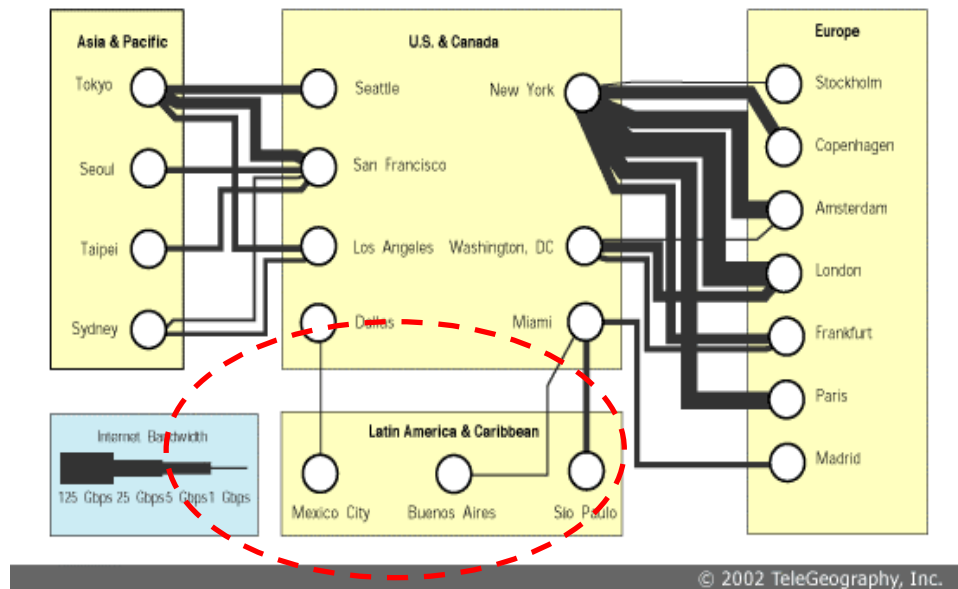 Asia & Pacific
Tokyo
Seoul
Taipei
Sydney
U.S. & Canada
Seattle
San Francisco
Los Angeles
Dallas
New York
Washington, DC
Miami
Europe
Stockholm
Copenhagen
Amsterdam
London
Frankfurt
Paris
Madrid
Latin America & Caribbean
Mexico City
Buenos Aires
São Paulo
Internet Bandwidth
125 Gbps 25 Gbps 5 Gbps 1 Gbps
© 2002 TeleGeography, Inc.